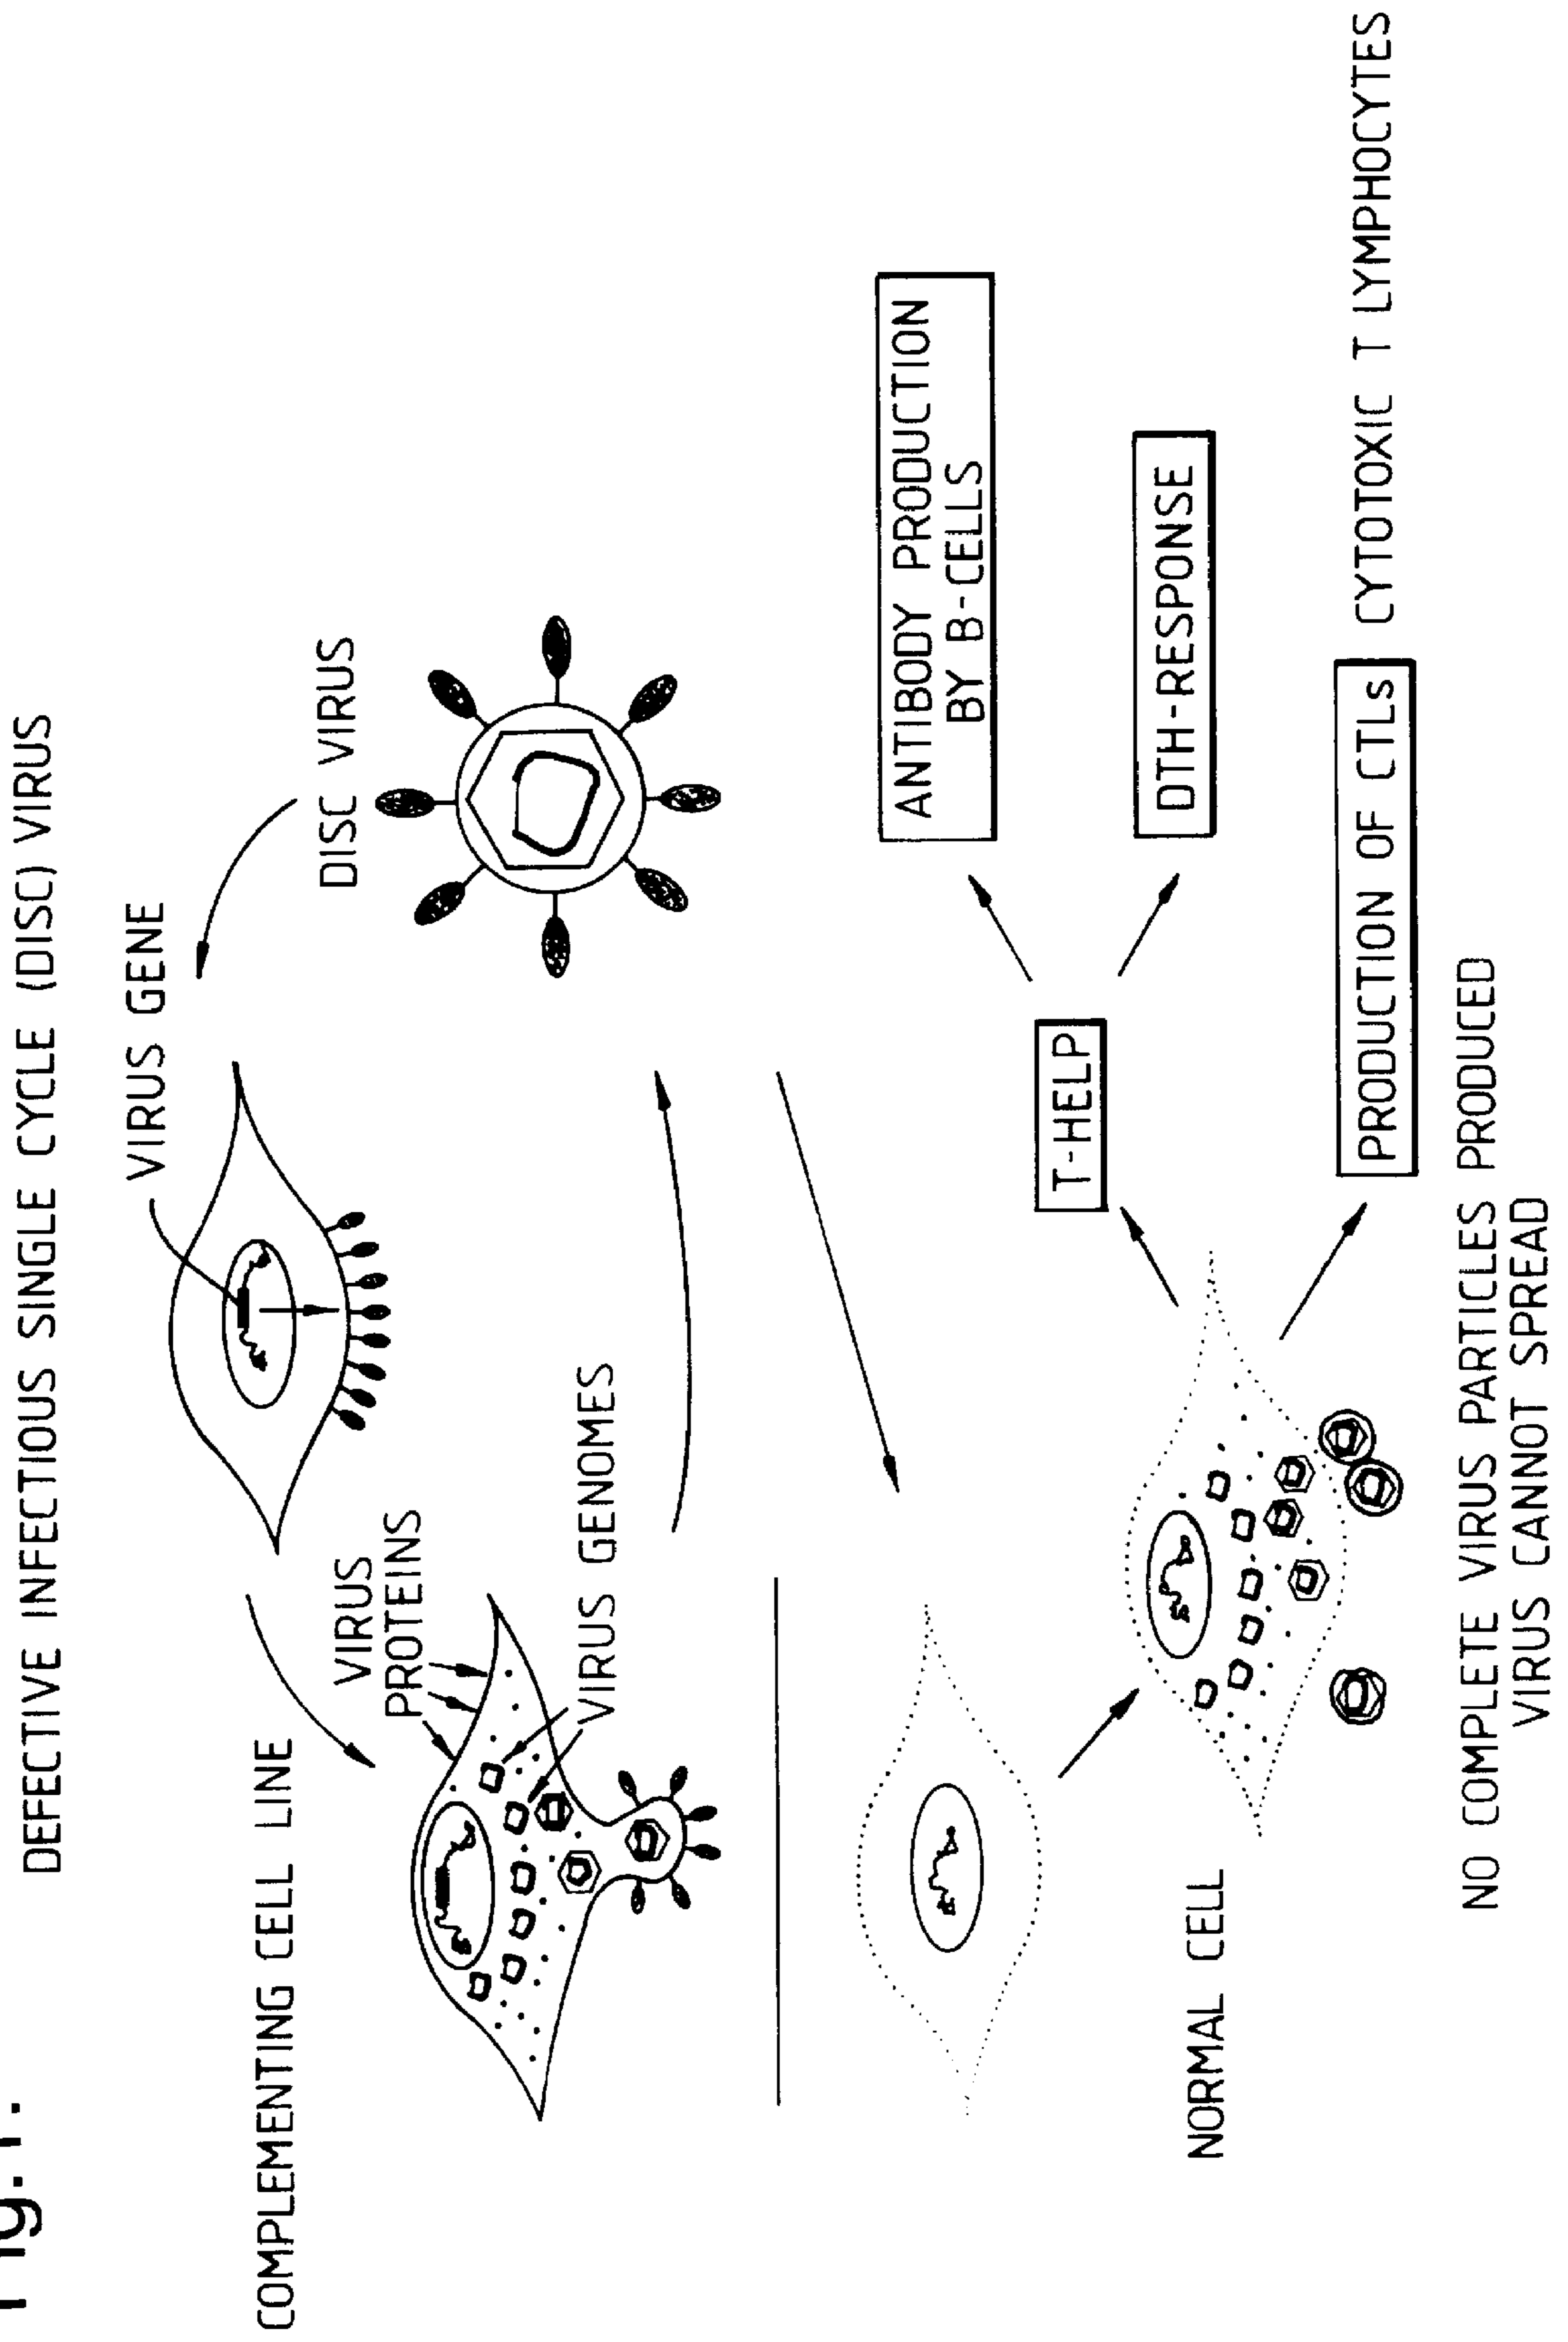 Fig.1.
DEFECTIVE INFECTIOUS SINGLE CYCLE (DISC) VIRUS
VIRUS GENE
COMPLEMENTING CELL LINE
DISC VIRUS
VIRUS
PROTEINS
VIRUS GENOMES
ANTIBODY PRODUCTION
BY B-CELLS
T-HELP
DTH-RESPONSE
NORMAL CELL
PRODUCTION OF CTLs
CYTOTOXIC T LYMPHOCYTES
NO COMPLETE VIRUS PARTICLES PRODUCED
VIRUS CANNOT SPREAD